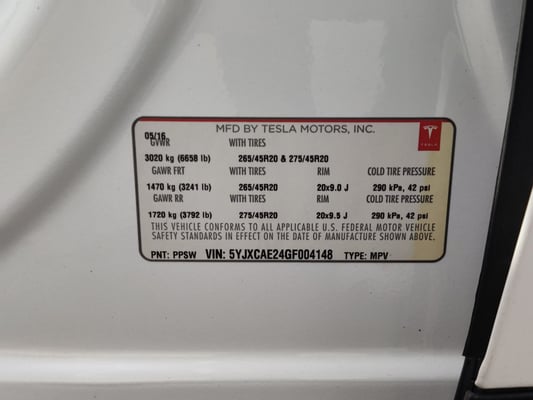 MFD BY TESLA MOTORS, INC.
05/16
GVWR WITH TIRES
3020 kg (6658 lb) 265/45R20 & 275/45R20
GAWR FRT WITH TIRES RIM COLD TIRE PRESSURE
1470 kg (3241 lb) 265/45R20 20x9.0 J 290 kPa, 42 psi
GAWR RR WITH TIRES RIM COLD TIRE PRESSURE
1720 kg (3792 lb) 275/45R20 20x9.5 J 290 kPa, 42 psi
THIS VEHICLE CONFORMS TO ALL APPLICABLE U.S. FEDERAL MOTOR VEHICLE
SAFETY STANDARDS IN EFFECT ON THE DATE OF MANUFACTURE SHOWN ABOVE.
PNT: PPSW VIN: 5YJXCAE24GF004148 TYPE: MPV
TESLA